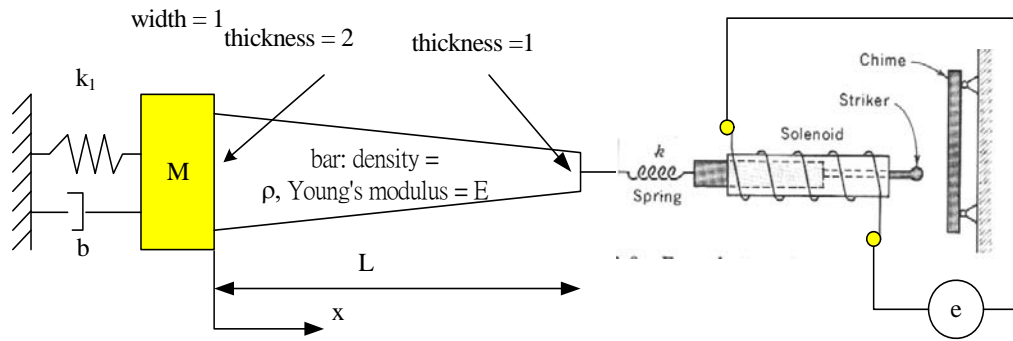 width = 1
thickness = 2
thickness =1
k1
Chime
Striker
Solenoid
k
Spring
M
bar: density =
ρ, Young's modulus = E
b
L
x
e